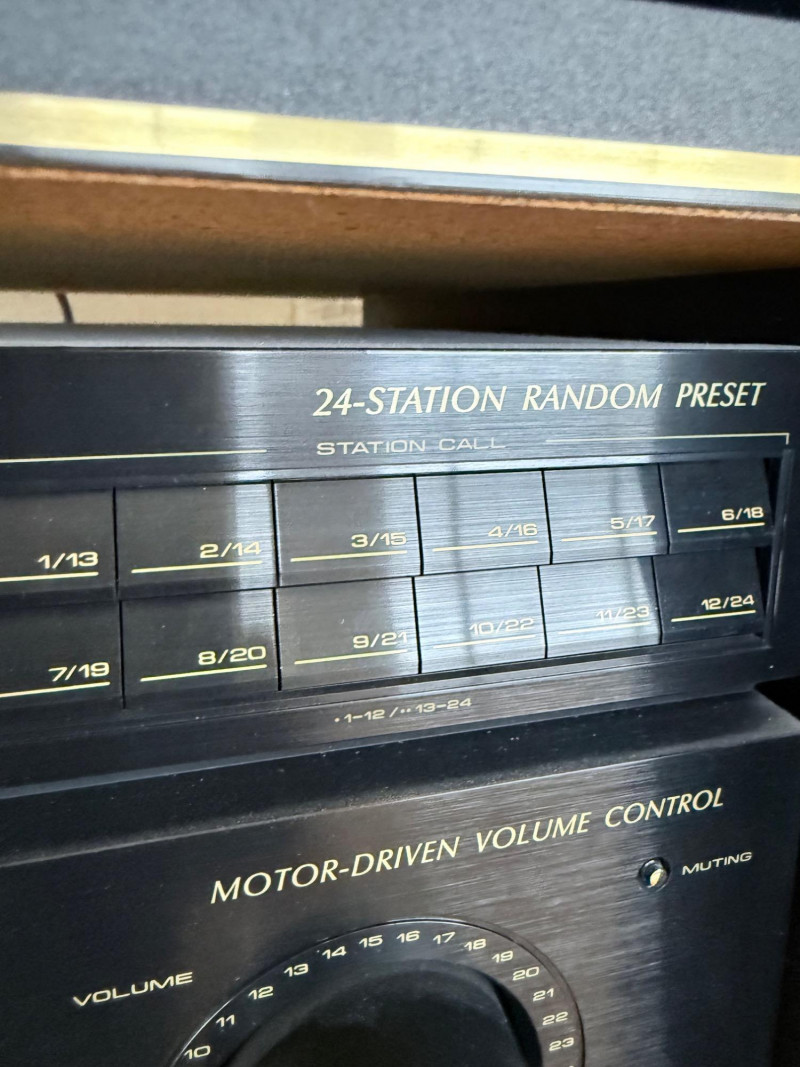 24-STATION RANDOM PRESET
STATION CALL
1/13 2/14 3/15 4/16 5/17 6/18
7/19 8/20 9/21 10/22 11/23 12/24
• 1-12 / •• 13-24
MOTOR-DRIVEN VOLUME CONTROL
MUTING
VOLUME
10 11 12 13 14 15 16 17 18 19 20 21 22 23